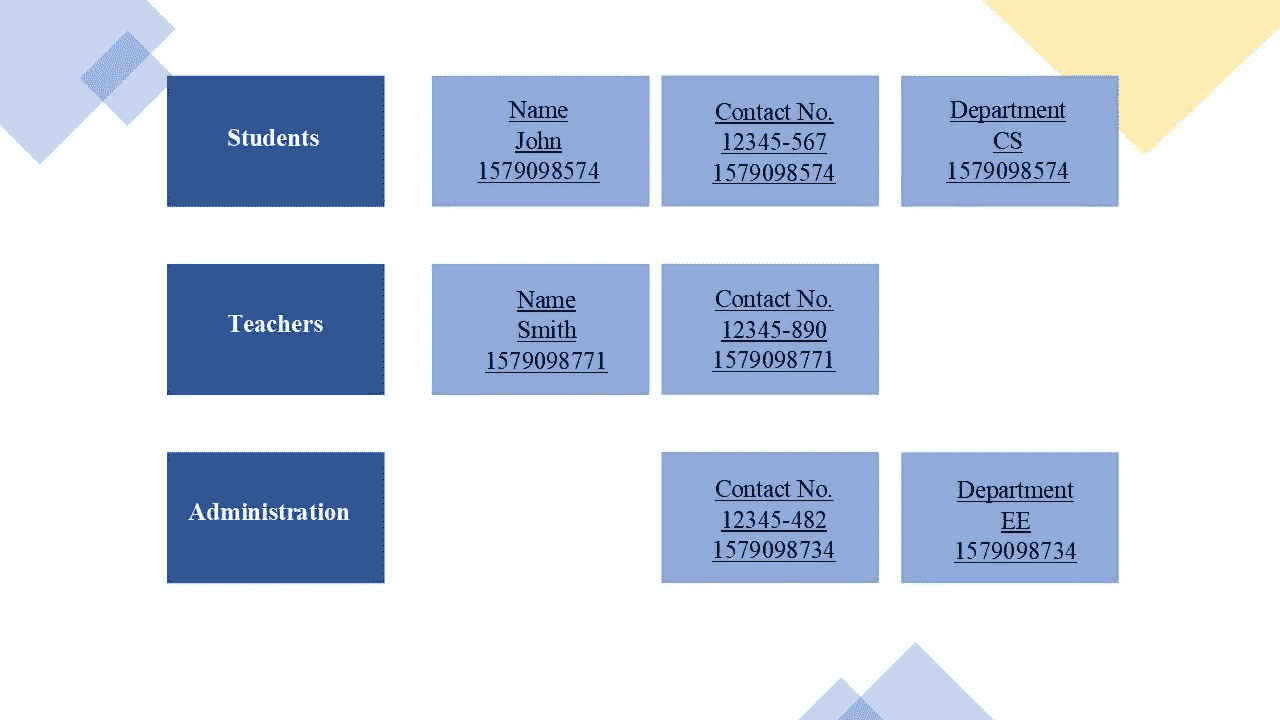 Students
Name
John
1579098574
Contact No.
12345-567
1579098574
Department
CS
1579098574
Teachers
Name
Smith
1579098771
Contact No.
12345-890
1579098771
Administration
Contact No.
12345-482
1579098734
Department
EE
1579098734